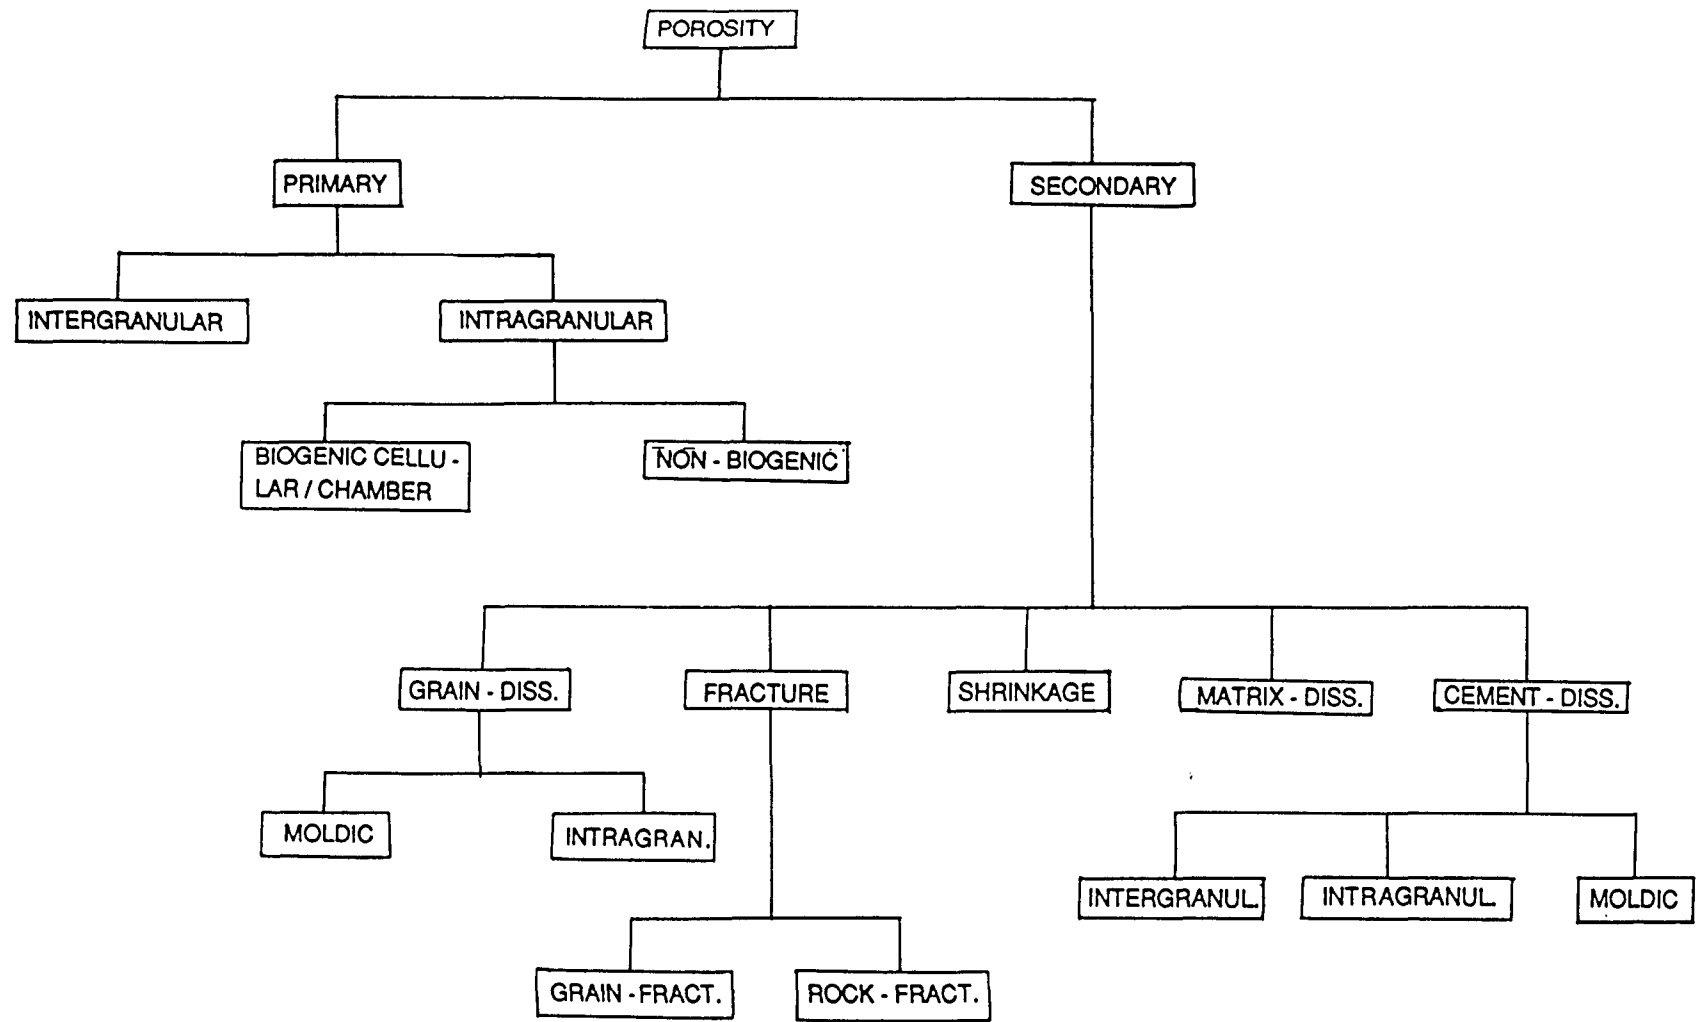 POROSITY
PRIMARY
SECONDARY
INTERGRANULAR
INTRAGRANULAR
BIOGENIC CELLU -
LAR / CHAMBER
NON - BIOGENIC
GRAIN - DISS.
FRACTURE
SHRINKAGE
MATRIX - DISS.
CEMENT - DISS.
MOLDIC
INTRAGRAN.
INTERGRANUL.
INTRAGRANUL.
MOLDIC
GRAIN - FRACT.
ROCK - FRACT.